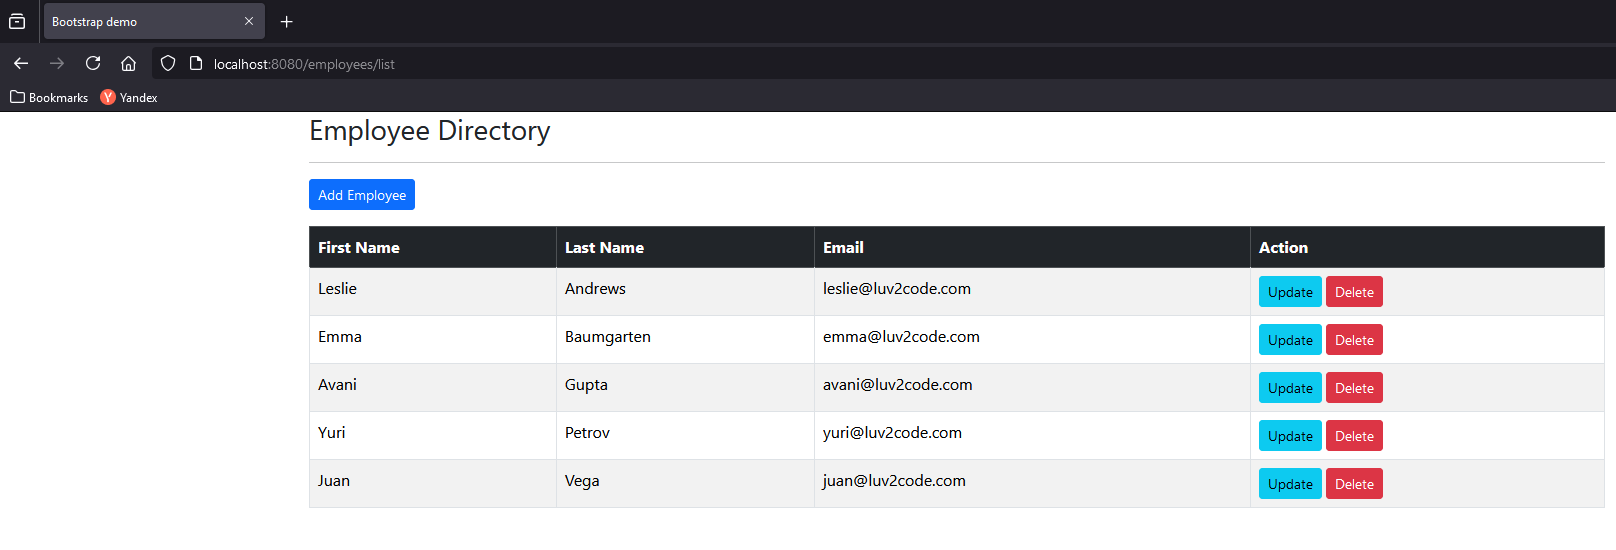 Bootstrap demo
localhost:8080/employees/list
Bookmarks Y Yandex
Employee Directory
Add Employee
First Name Last Name Email Action
Leslie Andrews leslie@luv2code.com Update Delete
Emma Baumgarten emma@luv2code.com Update Delete
Avani Gupta avani@luv2code.com Update Delete
Yuri Petrov yuri@luv2code.com Update Delete
Juan Vega juan@luv2code.com Update Delete